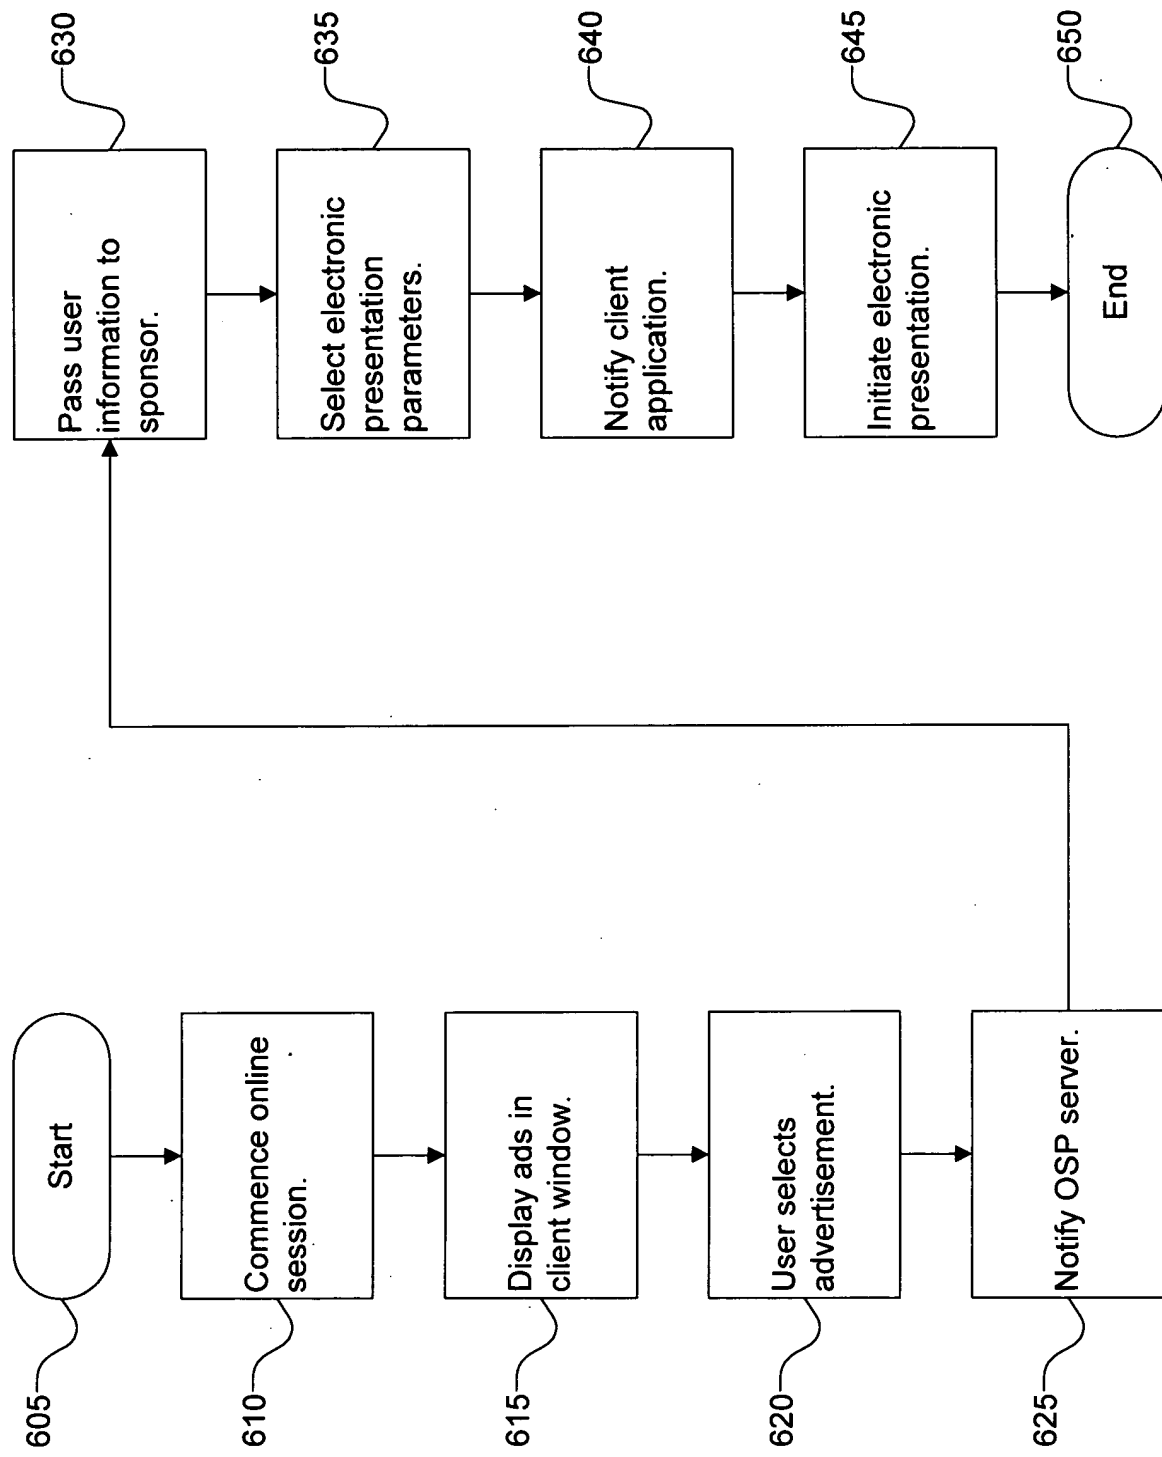 605
Start
610
Commence online
session.
615
Display ads in
client window.
620
User selects
advertisement.
625
Notify OSP server.
630
Pass user
information to
sponsor.
635
Select electronic
presentation
parameters.
640
Notify client
application.
645
Initiate electronic
presentation.
650
End